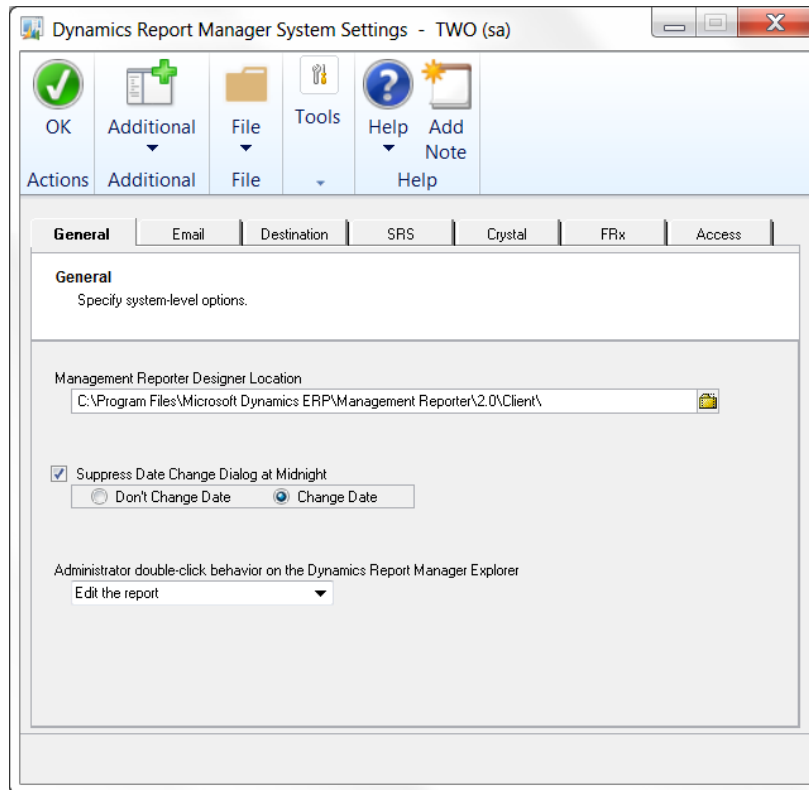 Dynamics Report Manager System Settings  -  TWO (sa)
OK Additional File Tools Help Add Note
Actions Additional File Help
General Email Destination SRS Crystal FRx Access
General
Specify system-level options.
Management Reporter Designer Location
C:\Program Files\Microsoft Dynamics ERP\Management Reporter\2.0\Client\
Suppress Date Change Dialog at Midnight
Don't Change Date Change Date
Administrator double-click behavior on the Dynamics Report Manager Explorer
Edit the report